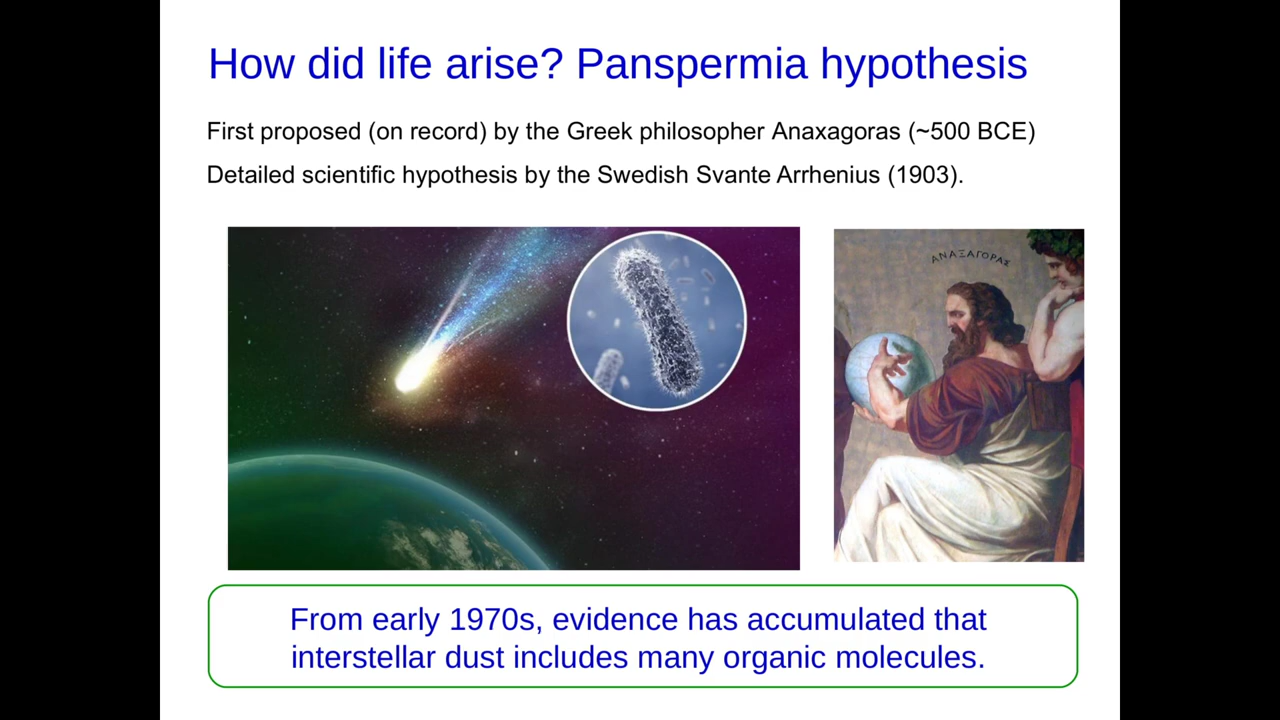 How did life arise? Panspermia hypothesis
First proposed (on record) by the Greek philosopher Anaxagoras (~500 BCE)
Detailed scientific hypothesis by the Swedish Svante Arrhenius (1903).
ΑΝΑΞΑΓΟΡΑΣ
From early 1970s, evidence has accumulated that
interstellar dust includes many organic molecules.